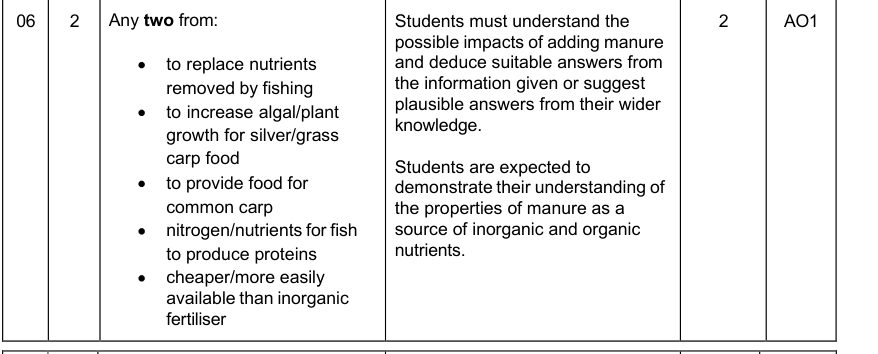 06 2 Any two from: Students must understand the 2 AO1
possible impacts of adding manure
and deduce suitable answers from
the information given or suggest
plausible answers from their wider
knowledge.
Students are expected to
demonstrate their understanding of
the properties of manure as a
source of inorganic and organic
nutrients.
• to replace nutrients
removed by fishing
• to increase algal/plant
growth for silver/grass
carp food
• to provide food for
common carp
• nitrogen/nutrients for fish
to produce proteins
• cheaper/more easily
available than inorganic
fertiliser